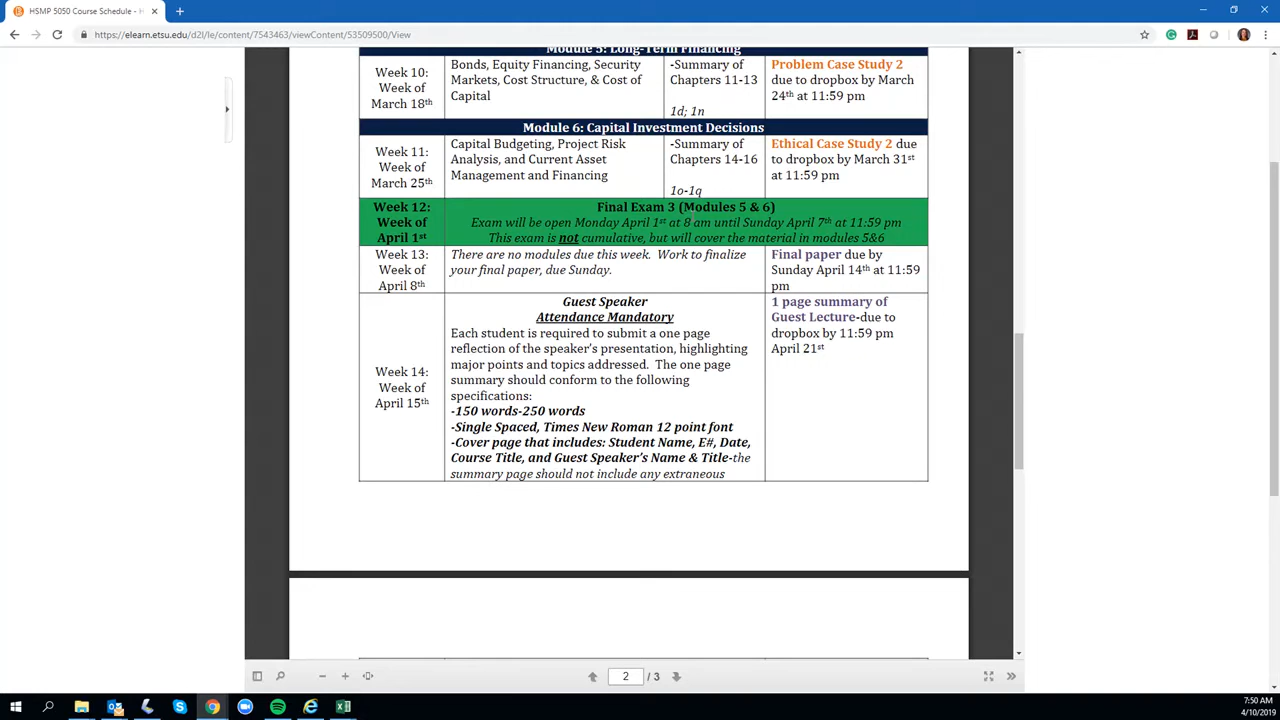 HSMP 5050 Course Schedule - H
https://elearn.etsu.edu/d2l/le/content/7543463/viewContent/53509500/View
Module 5: Long-Term Financing
Week 10:
Week of
March 18th
Bonds, Equity Financing, Security
Markets, Cost Structure, & Cost of
Capital
-Summary of
Chapters 11-13
1d; 1n
Problem Case Study 2
due to dropbox by March
24th at 11:59 pm
Module 6: Capital Investment Decisions
Week 11:
Week of
March 25th
Capital Budgeting, Project Risk
Analysis, and Current Asset
Management and Financing
-Summary of
Chapters 14-16
1o-1q
Ethical Case Study 2 due
to dropbox by March 31st
at 11:59 pm
Week 12:
Week of
April 1st
Final Exam 3 (Modules 5 & 6)
Exam will be open Monday April 1st at 8 am until Sunday April 7th at 11:59 pm
This exam is not cumulative, but will cover the material in modules 5&6
Week 13:
Week of
April 8th
There are no modules due this week. Work to finalize
your final paper, due Sunday.
Final paper due by
Sunday April 14th at 11:59
pm
Week 14:
Week of
April 15th
Guest Speaker
Attendance Mandatory
Each student is required to submit a one page
reflection of the speaker's presentation, highlighting
major points and topics addressed. The one page
summary should conform to the following
specifications:
-150 words-250 words
-Single Spaced, Times New Roman 12 point font
-Cover page that includes: Student Name, E#, Date,
Course Title, and Guest Speaker's Name & Title-the
summary page should not include any extraneous
1 page summary of
Guest Lecture-due to
dropbox by 11:59 pm
April 21st
2 / 3
7:50 AM
4/10/2019